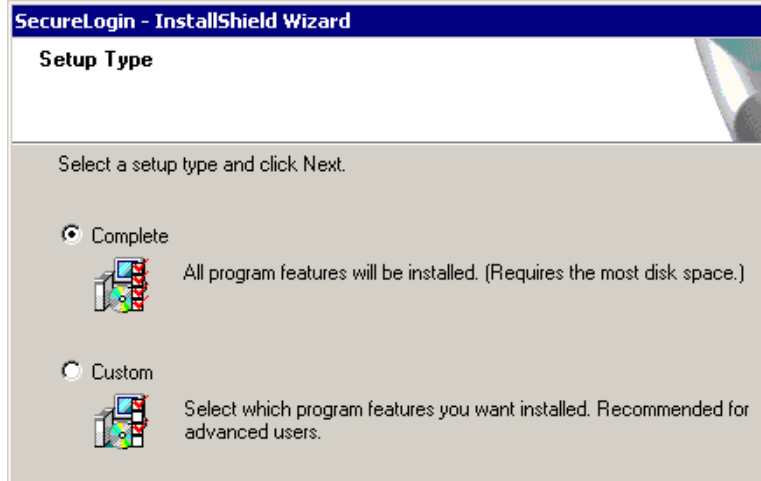 SecureLogin - InstallShield Wizard
Setup Type
Select a setup type and click Next.
Complete
All program features will be installed. (Requires the most disk space.)
Custom
Select which program features you want installed. Recommended for
advanced users.